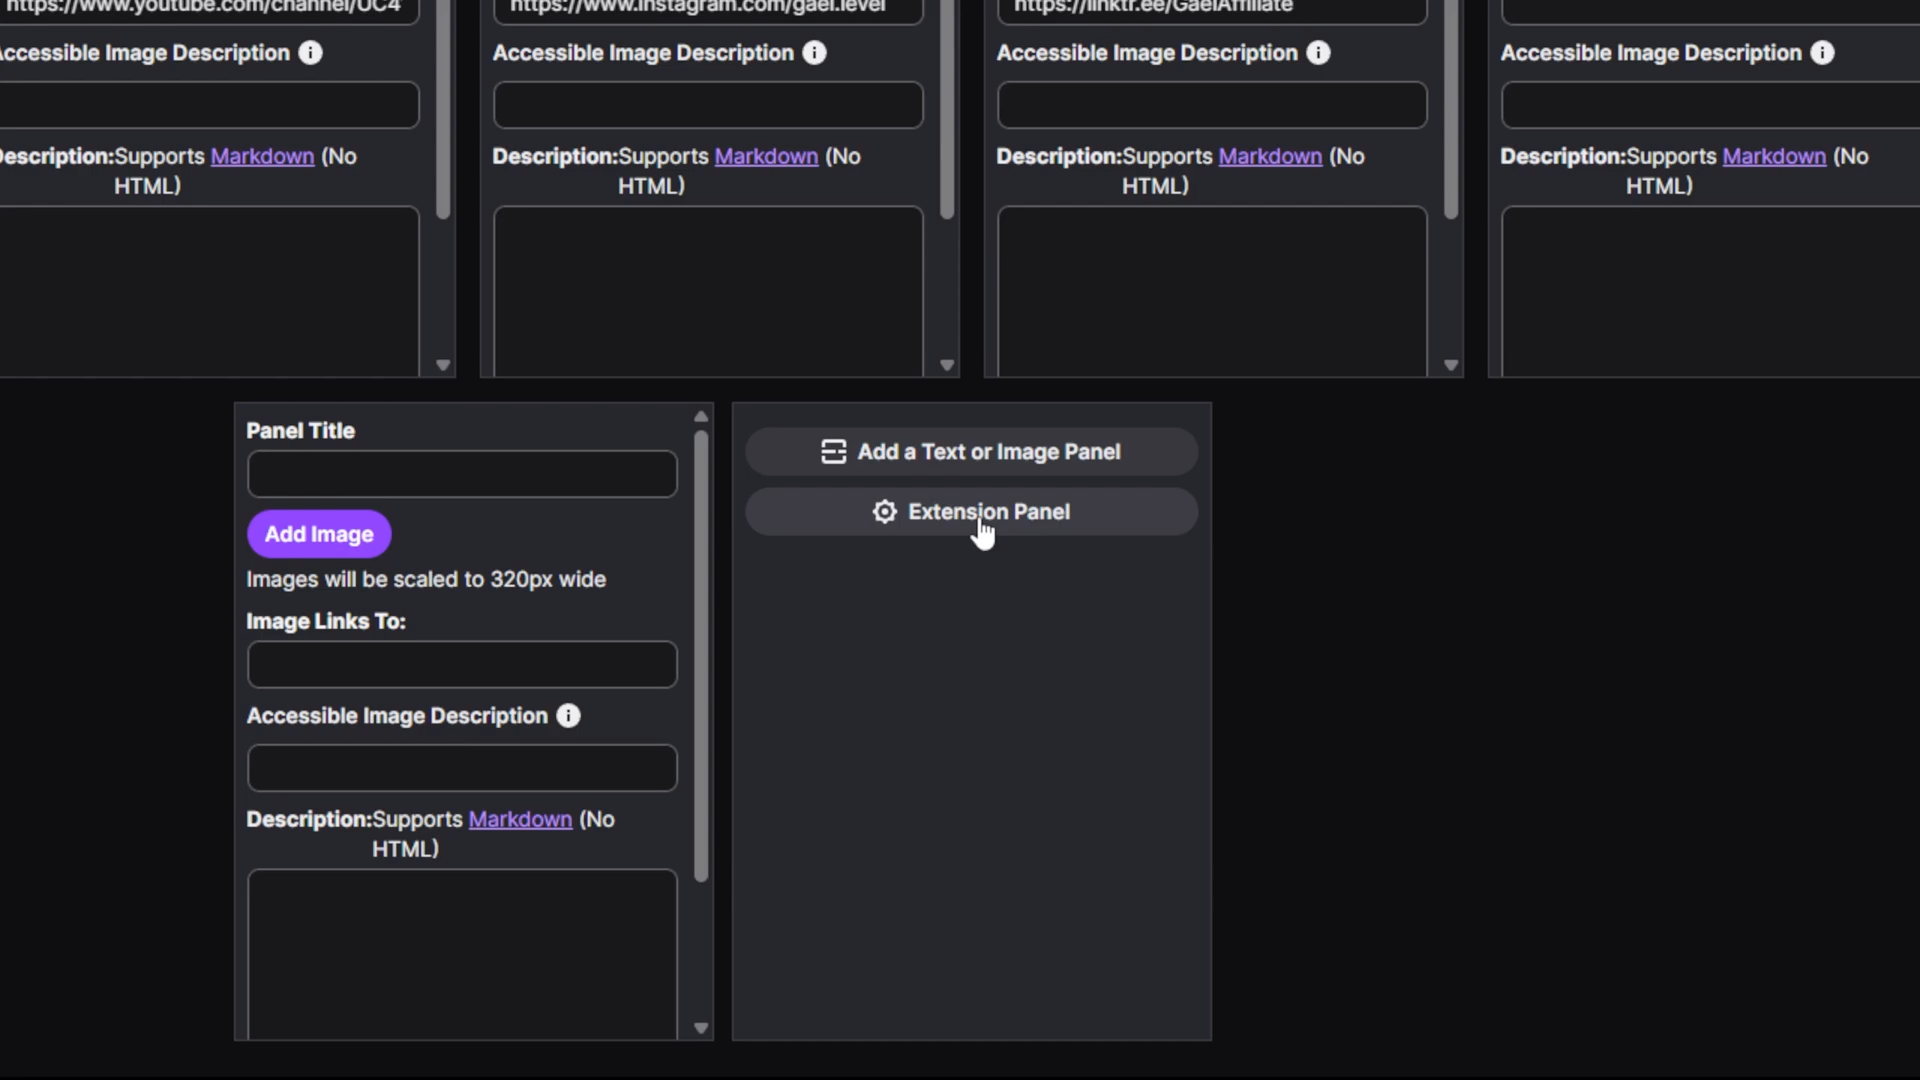 https://www.youtube.com/channel/UC4
https://www.instagram.com/gael.level
https://linktr.ee/GaelAffiliate
Accessible Image Description
Accessible Image Description
Accessible Image Description
Accessible Image Description
Description:Supports Markdown (No
HTML)
Description:Supports Markdown (No
HTML)
Description:Supports Markdown (No
HTML)
Description:Supports Markdown (No
HTML)
Panel Title
Add Image
Images will be scaled to 320px wide
Image Links To:
Accessible Image Description
Description:Supports Markdown (No
HTML)
Add a Text or Image Panel
Extension Panel